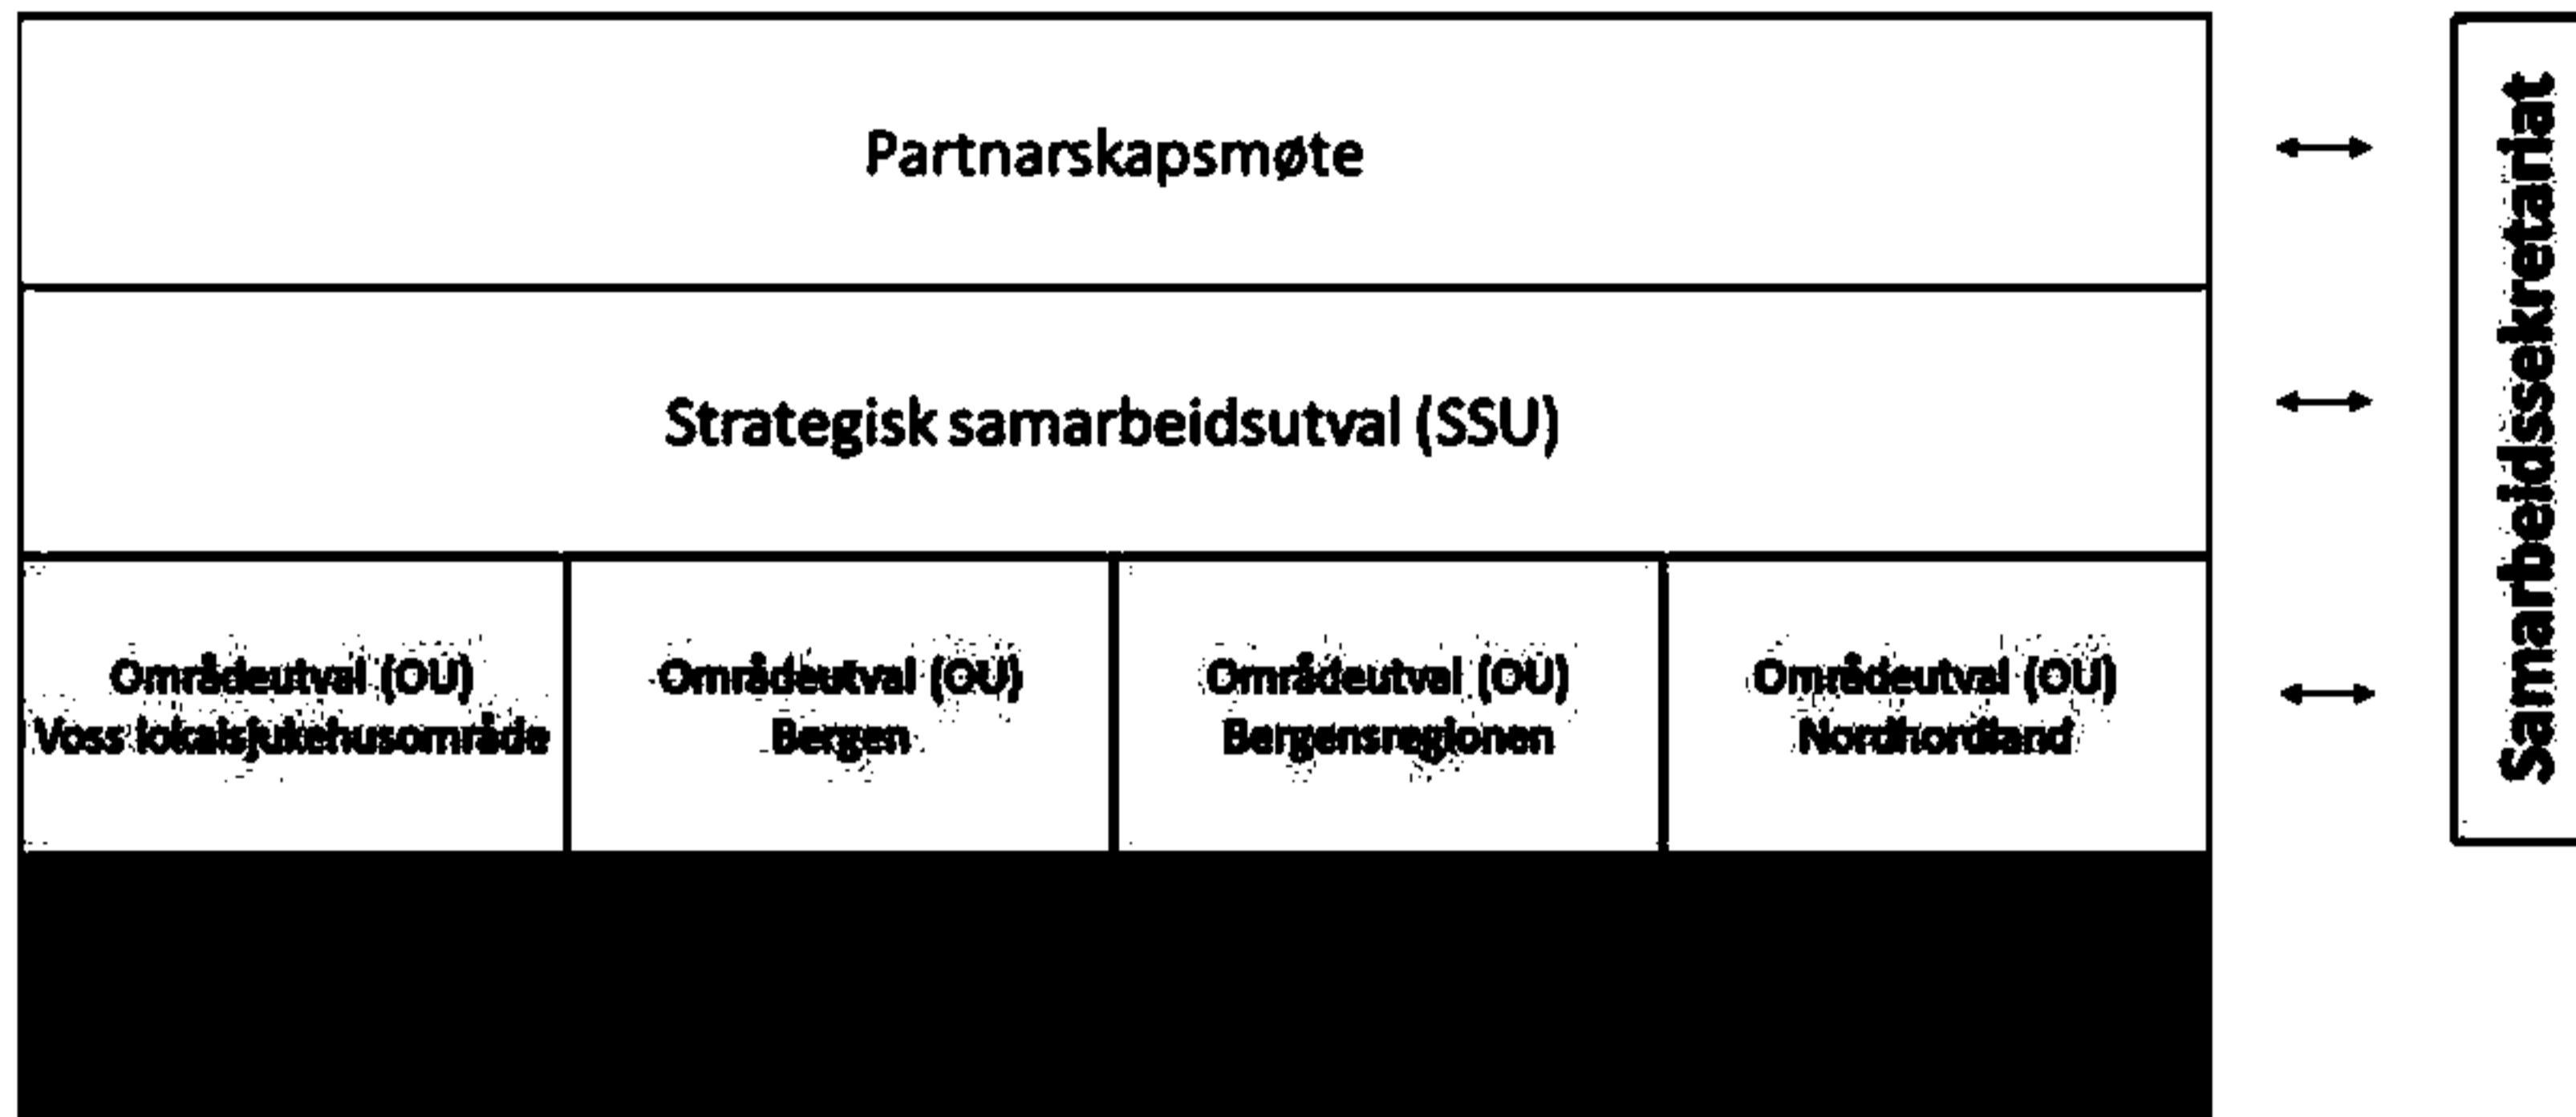 Partnarskapsmøte
Strategisk samarbeidsutval (SSU)
Områdeutval (OU)
Voss lokalsjukehusområde
Områdeutval (OU)
Bergen
Områdeutval (OU)
Bergensregionen
Områdeutval (OU)
Nordhordland
Samarbeidssekretariat